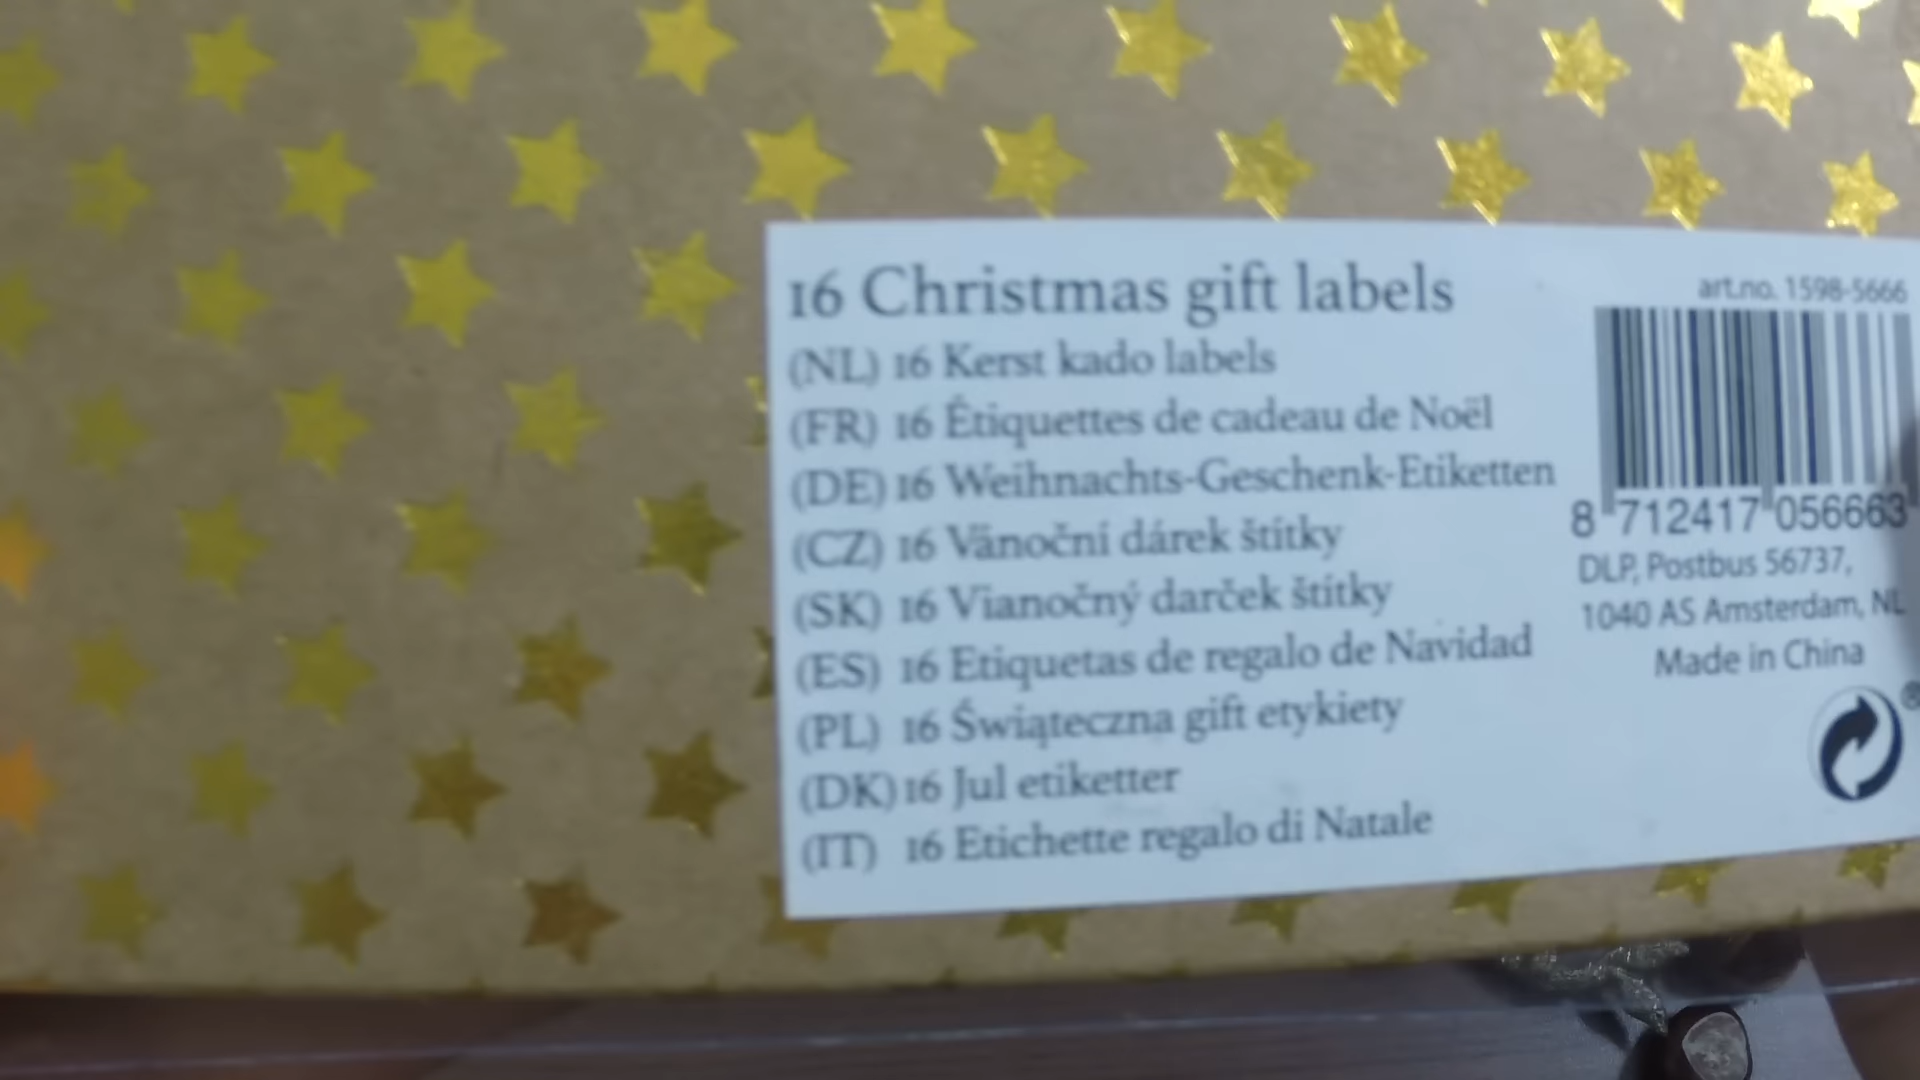 16 Christmas gift labels
(NL) 16 Kerst kado labels
(FR) 16 Étiquettes de cadeau de Noël
(DE) 16 Weihnachts-Geschenk-Etiketten
(CZ) 16 Vänoční dárek štítky
(SK) 16 Vianočný darček štítky
(ES) 16 Etiquetas de regalo de Navidad
(PL) 16 Świąteczna gift etykiety
(DK) 16 Jul etiketter
(IT) 16 Etichette regalo di Natale
art.no. 1598-5666
8 712417 056663
DLP, Postbus 56737,
1040 AS Amsterdam, NL
Made in China
®